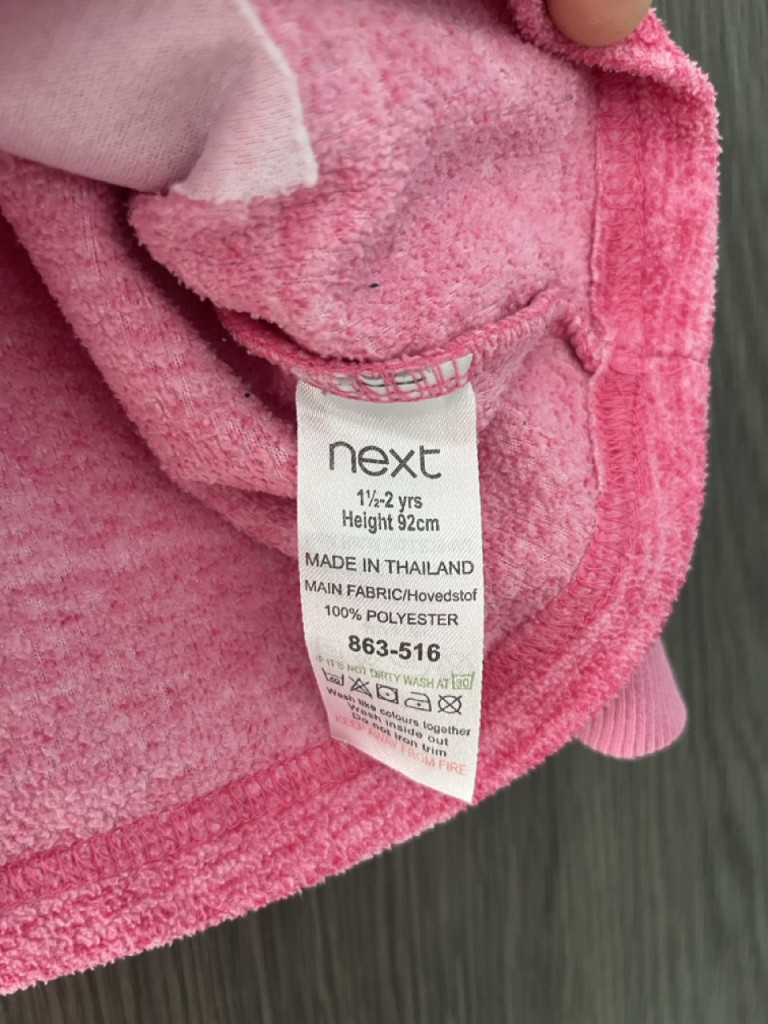 next
1½-2 yrs
Height 92cm
MADE IN THAILAND
MAIN FABRIC/Hovedstof
100% POLYESTER
863-516
IF IT'S NOT DIRTY WASH AT 30
Wash like colours together
Wash inside out
Do not iron trim
KEEP AWAY FROM FIRE